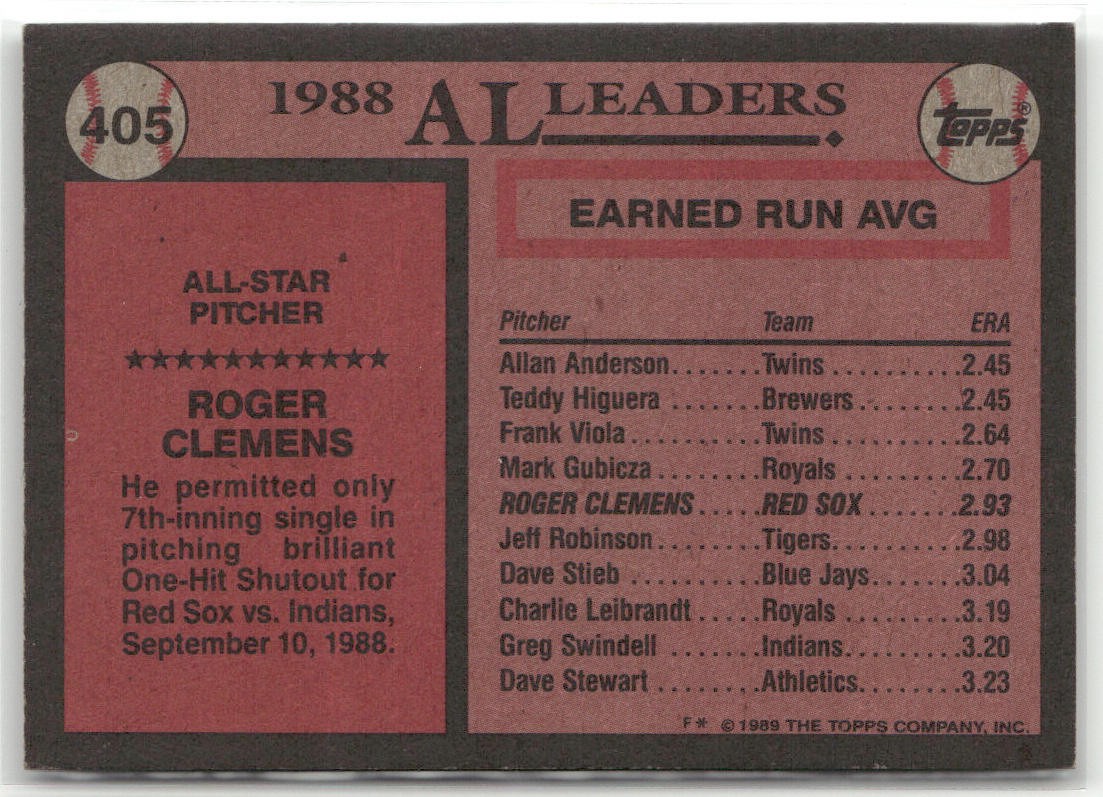 405
1988 AL LEADERS
Topps®
ALL-STAR
PITCHER
★★★★★★★★★★★
ROGER
CLEMENS
He permitted only
7th-inning single in
pitching brilliant
One-Hit Shutout for
Red Sox vs. Indians,
September 10, 1988.
EARNED RUN AVG
Pitcher Team ERA
Allan Anderson.......Twins ..........2.45
Teddy Higuera .......Brewers........2.45
Frank Viola..........Twins ..........2.64
Mark Gubicza........Royals .........2.70
ROGER CLEMENS .....RED SOX .......2.93
Jeff Robinson........Tigers..........2.98
Dave Stieb ..........Blue Jays.......3.04
Charlie Leibrandt.....Royals .........3.19
Greg Swindell .......Indians.........3.20
Dave Stewart ........Athletics........3.23
F* © 1989 THE TOPPS COMPANY, INC.